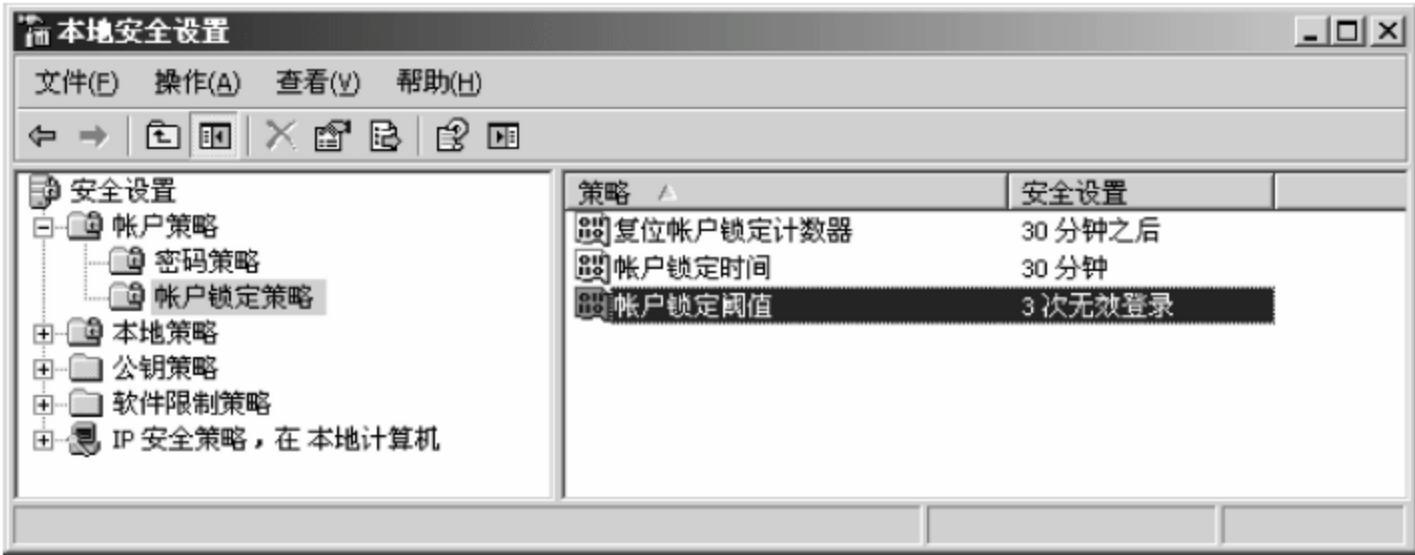 本地安全设置
文件(F) 操作(A) 查看(V) 帮助(H)
安全设置
帐户策略
密码策略
帐户锁定策略
本地策略
公钥策略
软件限制策略
IP 安全策略，在 本地计算机
策略 安全设置
复位帐户锁定计数器 30 分钟之后
帐户锁定时间 30 分钟
帐户锁定阈值 3 次无效登录